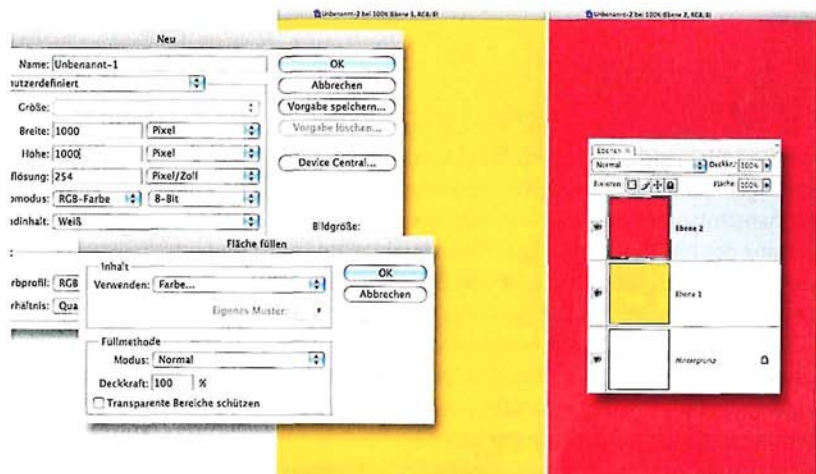 Unbenannt-2 bei 100% (Ebene 1, RGB, 8)
Unbenannt-2 bei 100% (Ebene 2, RGB, 8)
Neu
Name: Unbenannt-1
nutzerdefiniert
Größe:
Breite: 1000 Pixel
Höhe: 1000 Pixel
flösung: 254 Pixel/Zoll
bmodus: RGB-Farbe 8-Bit
ndinhalt: Weiß
rbprofil: RGB
rhältnis: Qua
OK
Abbrechen
Vorgabe speichern...
Vorgabe löschen...
Device Central...
Bildgröße:
Fläche füllen
Inhalt
Verwenden: Farbe...
Eigenes Muster:
Füllmethode
Modus: Normal
Deckkraft: 100 %
Transparente Bereiche schützen
OK
Abbrechen
Ebenen ×
Normal Deckkr.: 100%
Fixieren: Fläche: 100%
Ebene 2
Ebene 1
Hintergrund